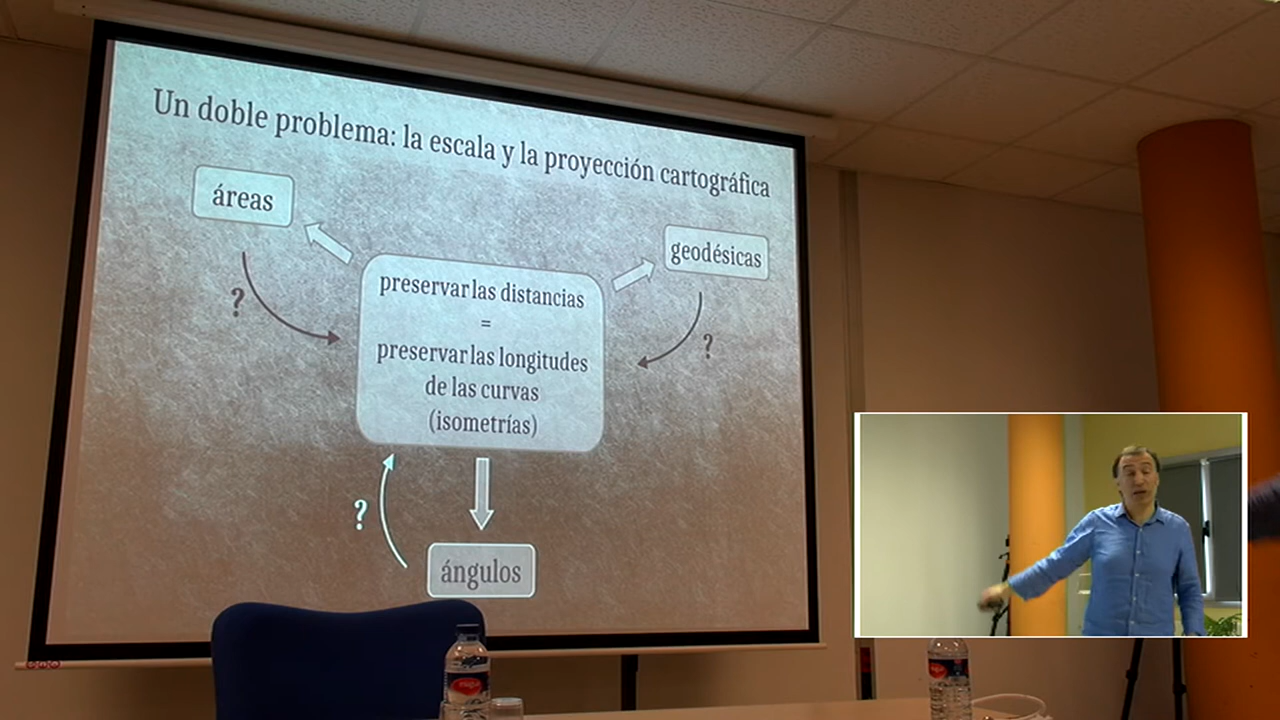 Un doble problema: la escala y la proyección cartográfica
áreas
geodésicas
preservar las distancias
=
preservar las longitudes
de las curvas
(isometrías)
?
?
?
ángulos